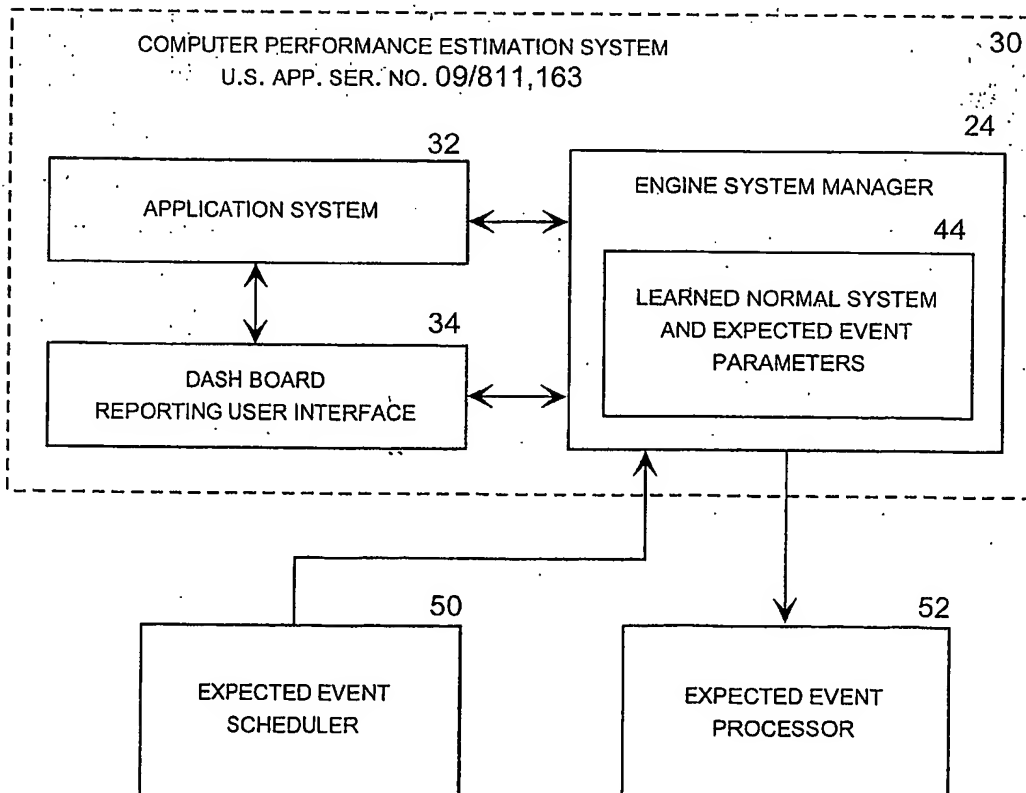 COMPUTER PERFORMANCE ESTIMATION SYSTEM
U.S. APP. SER. NO. 09/811,163
30
24
32
APPLICATION SYSTEM
ENGINE SYSTEM MANAGER
44
LEARNED NORMAL SYSTEM
AND EXPECTED EVENT
PARAMETERS
34
DASH BOARD
REPORTING USER INTERFACE
50
EXPECTED EVENT
SCHEDULER
52
EXPECTED EVENT
PROCESSOR